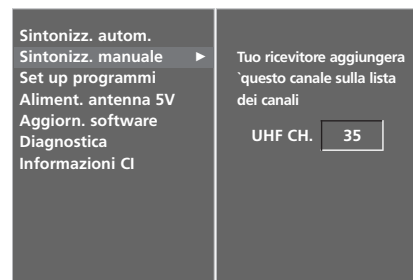 Sintonizz. autom.
Sintonizz. manuale ►
Set up programmi
Aliment. antenna 5V
Aggiorn. software
Diagnostica
Informazioni CI
Tuo ricevitore aggiungera
`questo canale sulla lista
dei canali
UHF CH. 35